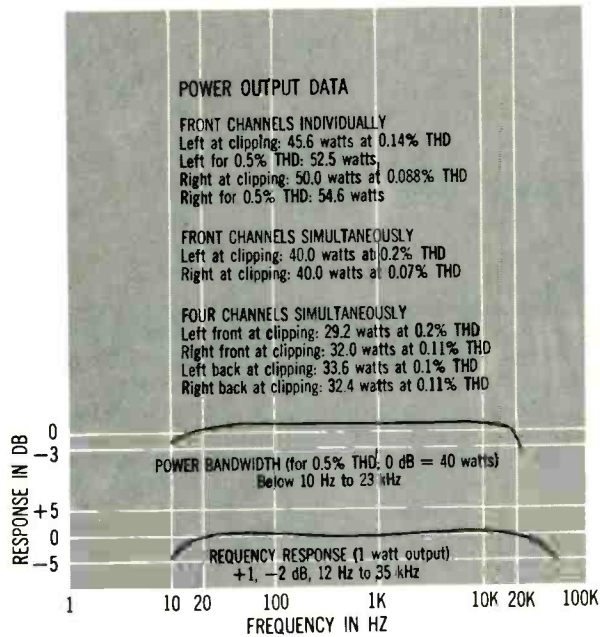 POWER OUTPUT DATA
FRONT CHANNELS INDIVIDUALLY
Left at clipping: 45.6 watts at 0.14% THD
Left for 0.5% THD: 52.5 watts
Right at clipping: 50.0 watts at 0.088% THD
Right for 0.5% THD: 54.6 watts
FRONT CHANNELS SIMULTANEOUSLY
Left at clipping: 40.0 watts at 0.2% THD
Right at clipping: 40.0 watts at 0.07% THD
FOUR CHANNELS SIMULTANEOUSLY
Left front at clipping: 29.2 watts at 0.2% THD
Right front at clipping: 32.0 watts at 0.11% THD
Left back at clipping: 33.6 watts at 0.1% THD
Right back at clipping: 32.4 watts at 0.11% THD
RESPONSE IN DB
0
−3
POWER BANDWIDTH (for 0.5% THD; 0 dB = 40 watts)
Below 10 Hz to 23 kHz
+5
0
−5
REQUENCY RESPONSE (1 watt output)
+1, −2 dB, 12 Hz to 35 kHz
1 10 20 100 1K 10K 20K 100K
FREQUENCY IN HZ